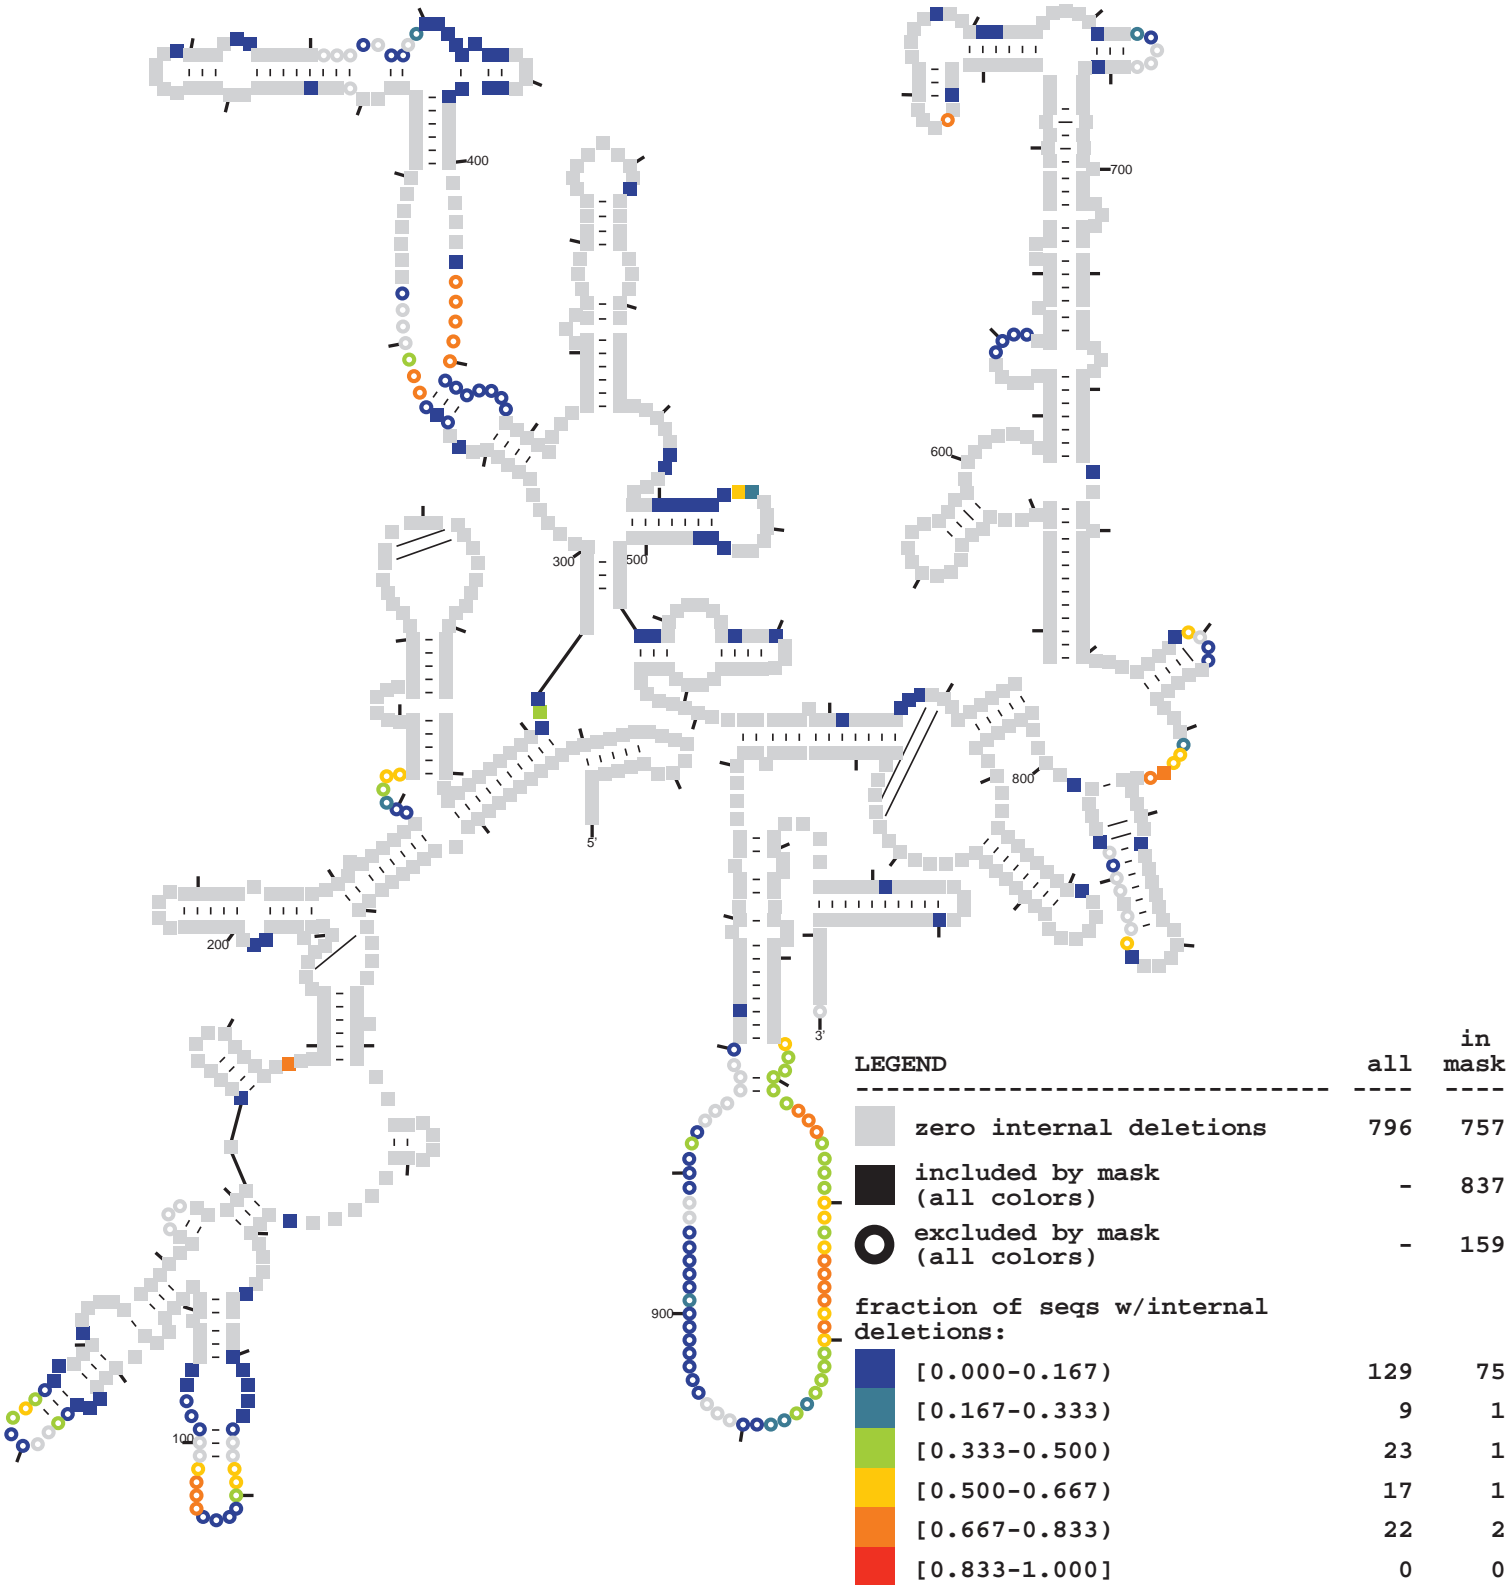 400
700
600
300
500
800
5'
200
3'
900
100
in
LEGEND all mask
zero internal deletions 796 757
included by mask
(all colors) - 837
excluded by mask
(all colors) - 159
fraction of seqs w/internal
deletions:
[0.000-0.167) 129 75
[0.167-0.333) 9 1
[0.333-0.500) 23 1
[0.500-0.667) 17 1
[0.667-0.833) 22 2
[0.833-1.000] 0 0